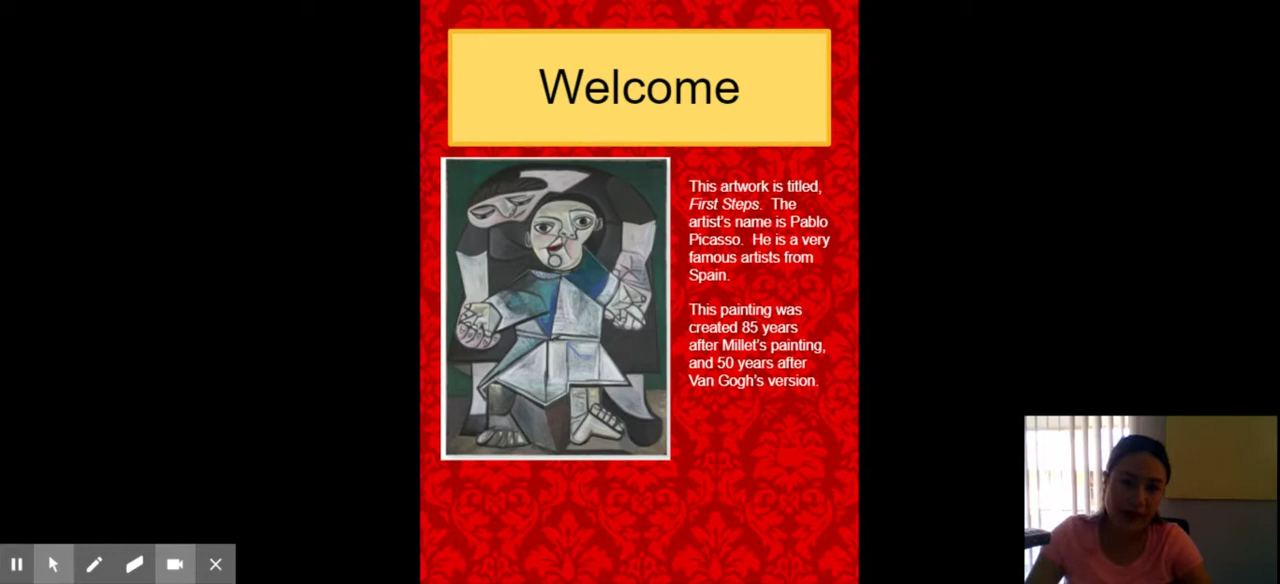 Welcome
This artwork is titled,
First Steps. The
artist's name is Pablo
Picasso. He is a very
famous artists from
Spain.
This painting was
created 85 years
after Millet's painting,
and 50 years after
Van Gogh's version.